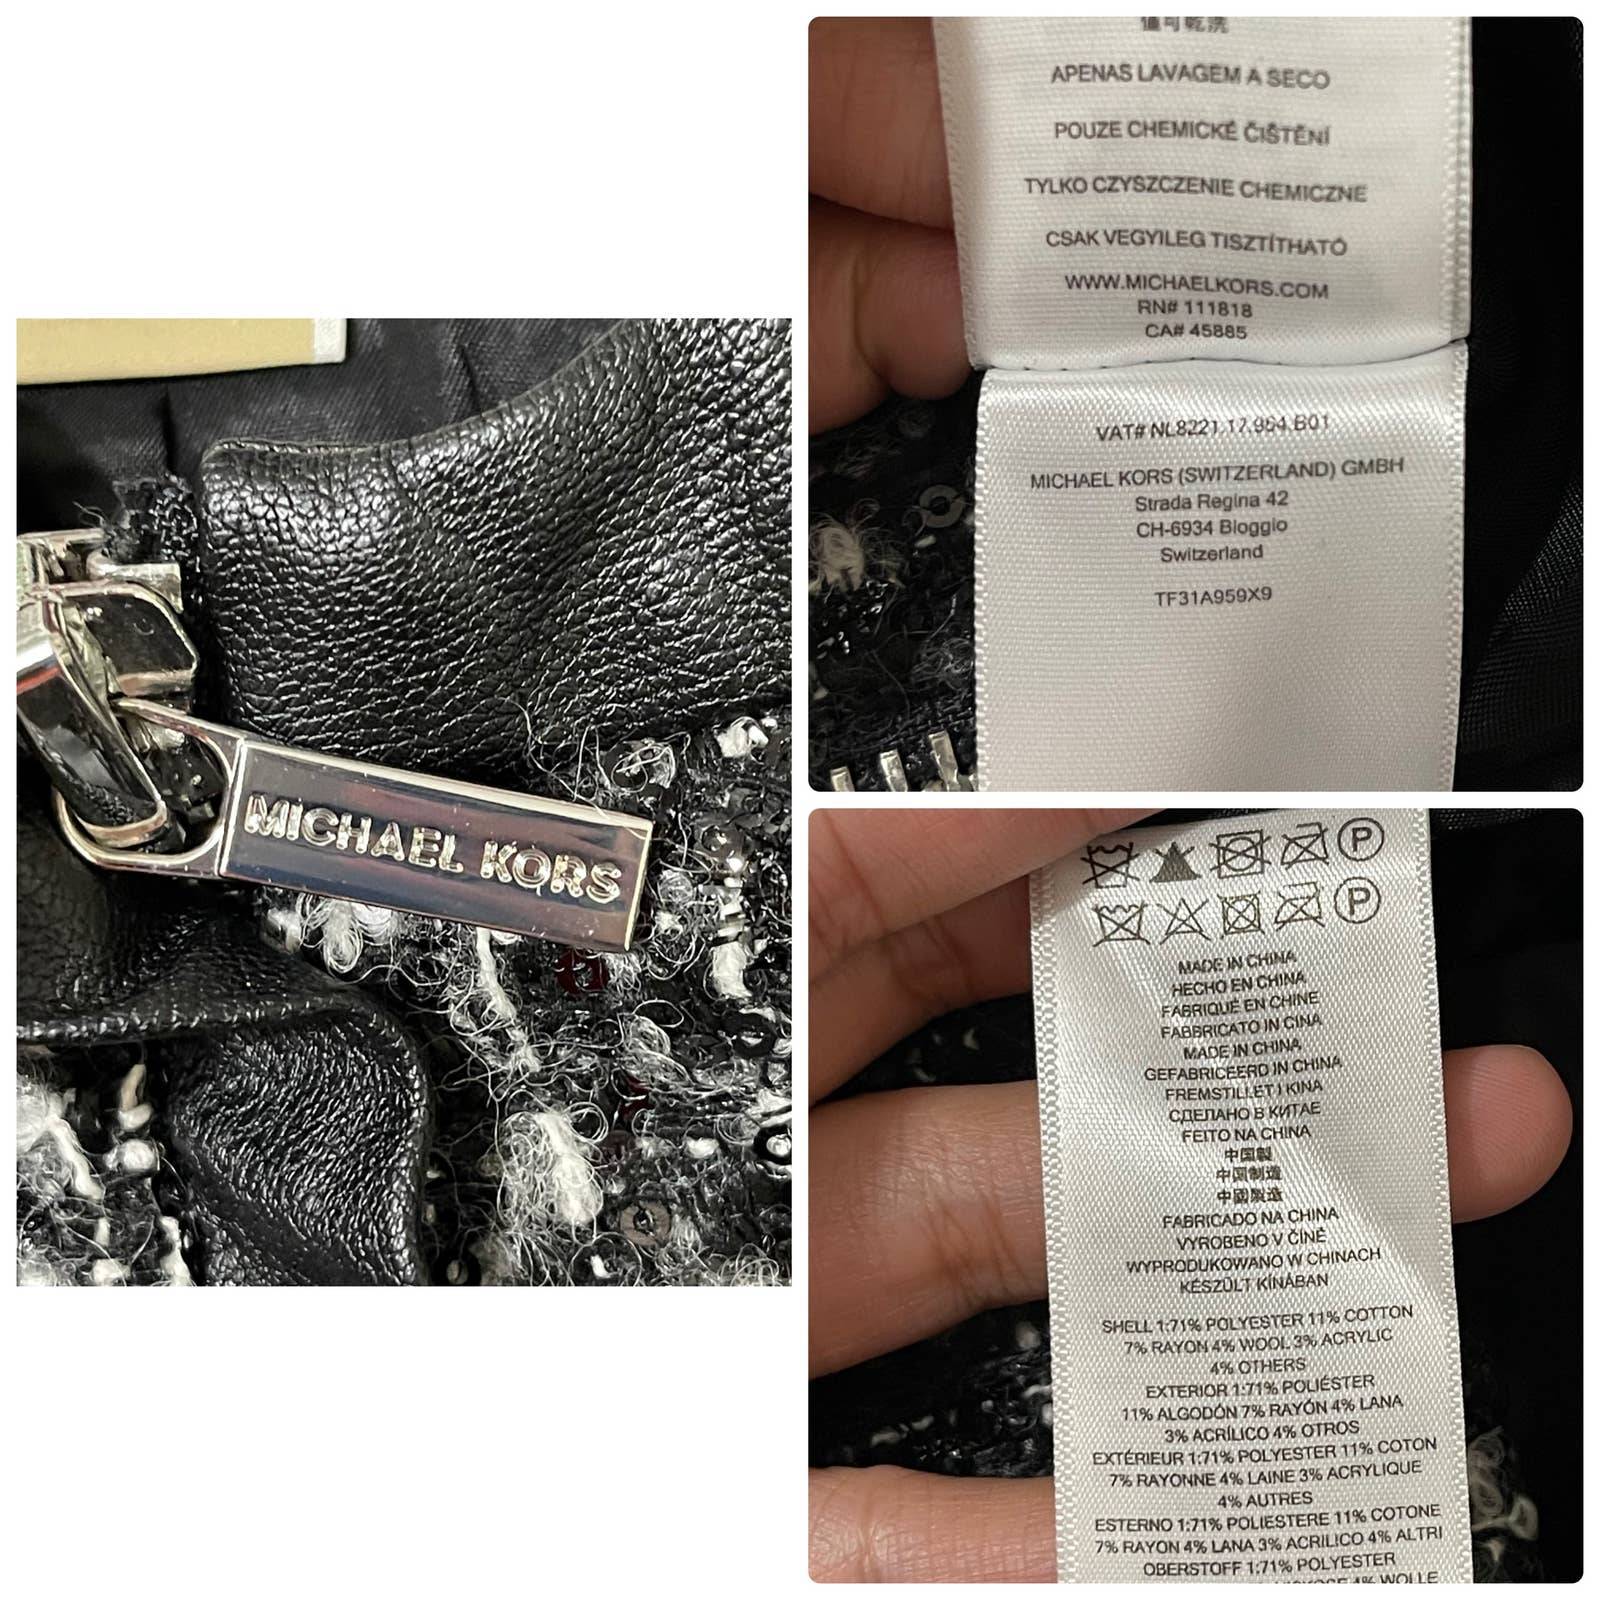 MICHAEL KORS
僅可乾洗
APENAS LAVAGEM A SECO
POUZE CHEMICKÉ ČIŠTĚNÍ
TYLKO CZYSZCZENIE CHEMICZNE
CSAK VEGYILEG TISZTÍTHATÓ
WWW.MICHAELKORS.COM
RN# 111818
CA# 45885
VAT# NL8221.17.954.B01
MICHAEL KORS (SWITZERLAND) GMBH
Strada Regina 42
CH-6934 Bioggio
Switzerland
TF31A959X9
P
P
MADE IN CHINA
HECHO EN CHINA
FABRIQUÉ EN CHINE
FABBRICATO IN CINA
MADE IN CHINA
GEFABRICEERD IN CHINA
FREMSTILLET I KINA
СДЕЛАНО В КИТАЕ
FEITO NA CHINA
中国製
中国制造
中國製造
FABRICADO NA CHINA
VYROBENO V ČÍNĚ
WYPRODUKOWANO W CHINACH
KÉSZÜLT KÍNÁBAN
SHELL 1:71% POLYESTER 11% COTTON
7% RAYON 4% WOOL 3% ACRYLIC
4% OTHERS
EXTERIOR 1:71% POLIÉSTER
11% ALGODÓN 7% RAYÓN 4% LANA
3% ACRÍLICO 4% OTROS
EXTÉRIEUR 1:71% POLYESTER 11% COTON
7% RAYONNE 4% LAINE 3% ACRYLIQUE
4% AUTRES
ESTERNO 1:71% POLIESTERE 11% COTONE
7% RAYON 4% LANA 3% ACRILICO 4% ALTRI
OBERSTOFF 1:71% POLYESTER
4% WOLLE